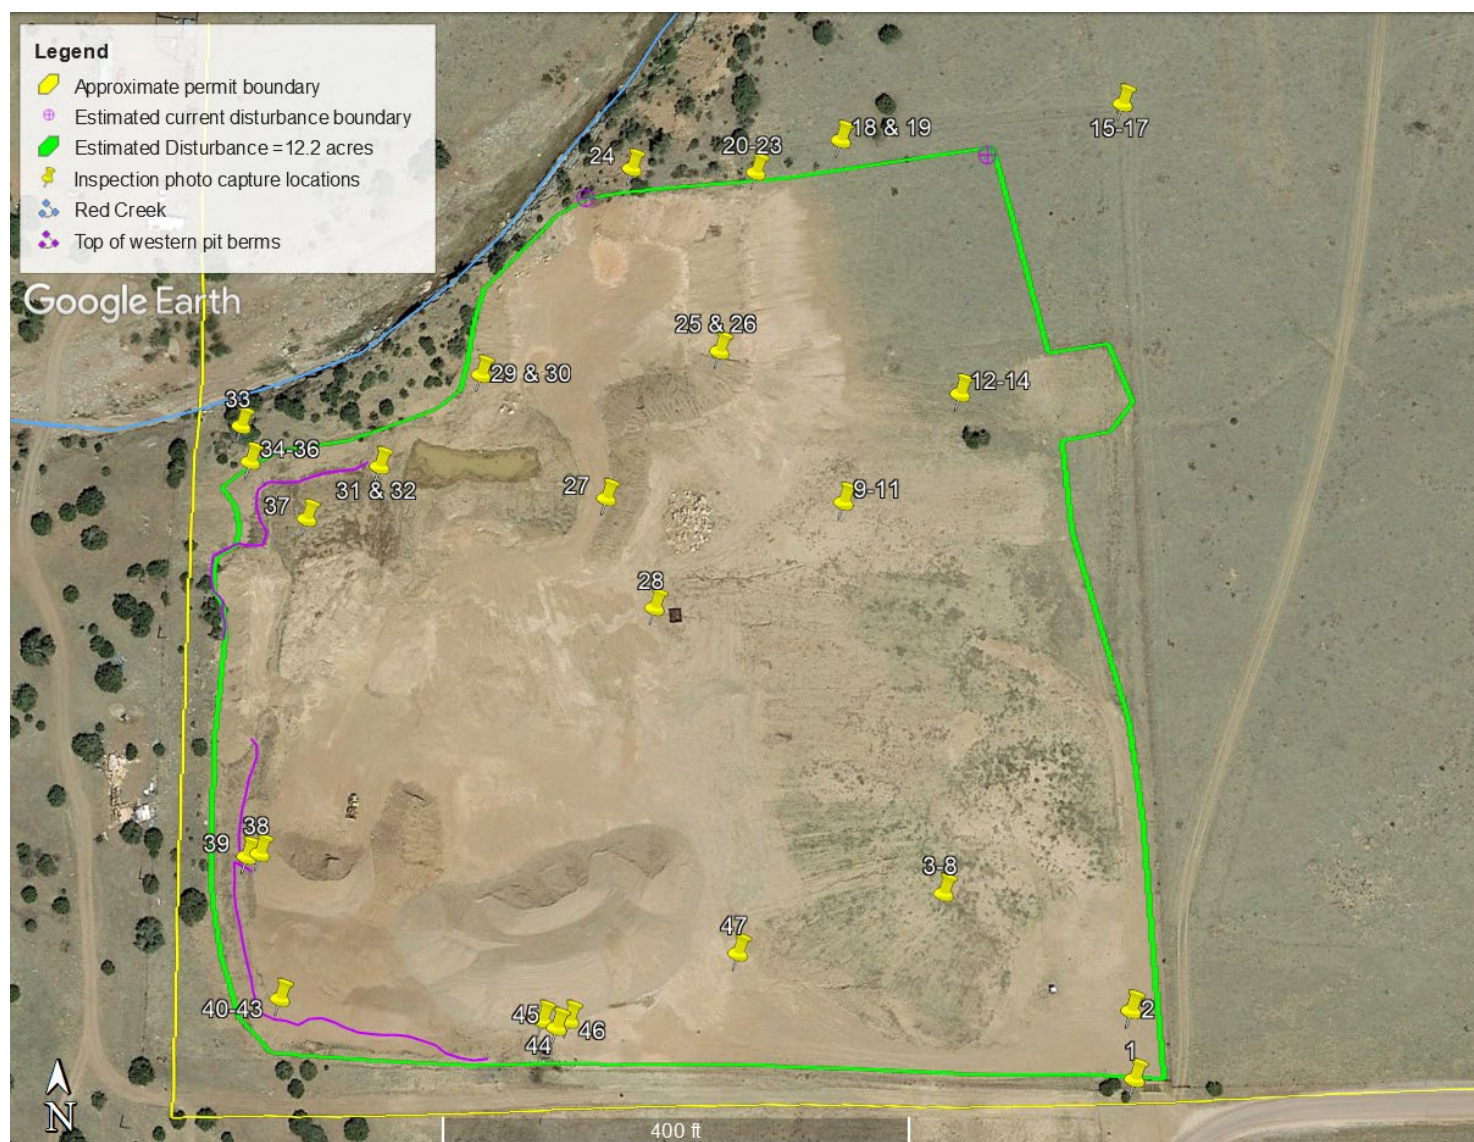 Legend
Approximate permit boundary
Estimated current disturbance boundary
Estimated Disturbance = 12.2 acres
Inspection photo capture locations
Red Creek
Top of western pit berms
Google Earth
15-17
18 & 19
20-23
24
25 & 26
29 & 30
12-14
33
34-36
31 & 32
37
27
9-11
28
38
39
3-8
47
40-43
45
44
46
2
1
N
400 ft